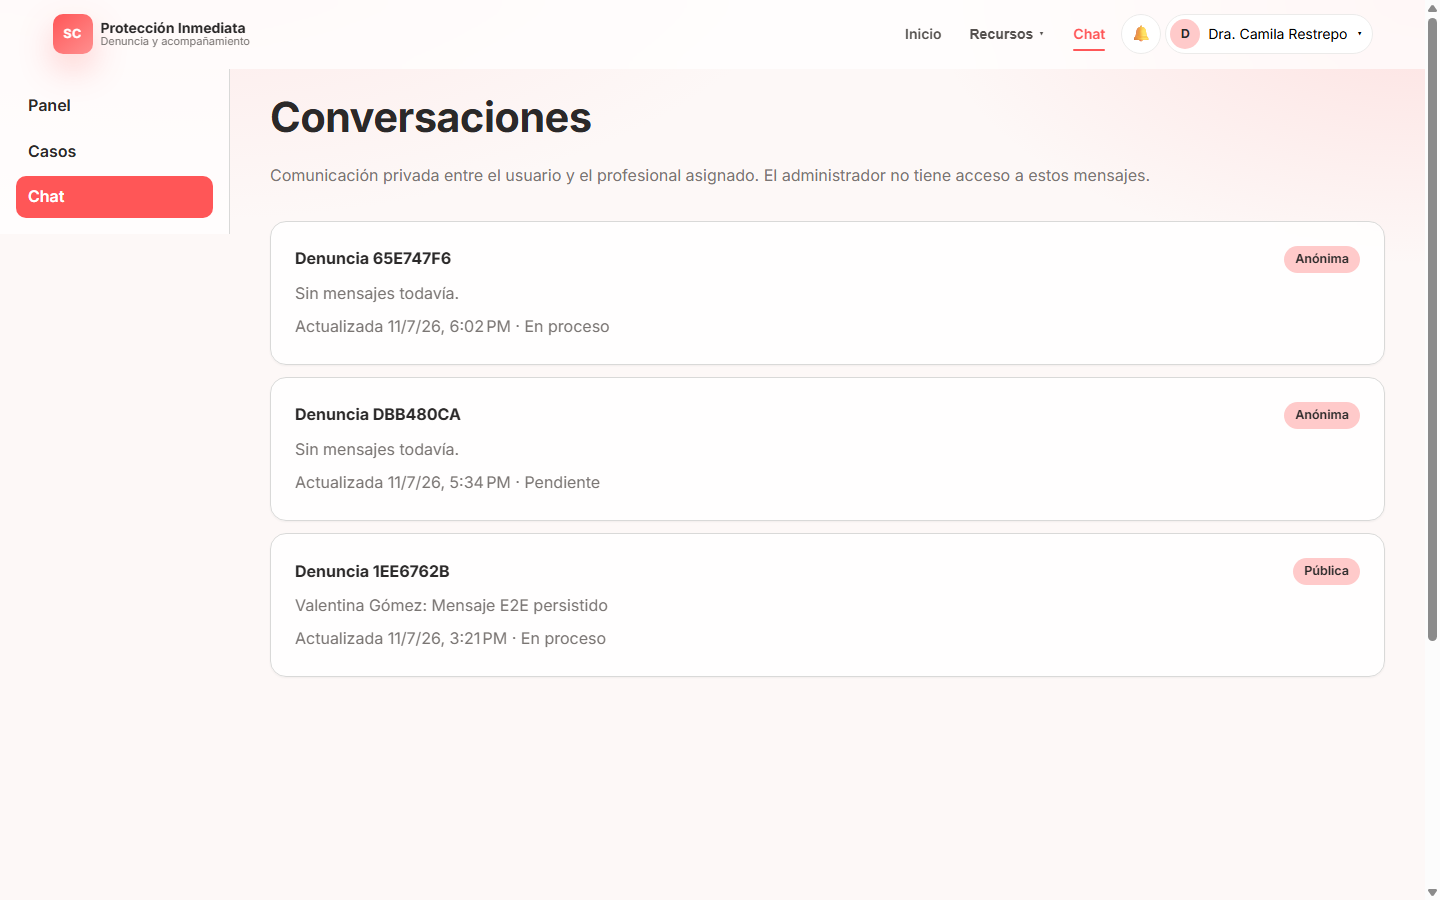 SC
Protección Inmediata
Denuncia y acompañamiento
Inicio
Recursos
Chat
D
Dra. Camila Restrepo
Panel
Casos
Chat
Conversaciones
Comunicación privada entre el usuario y el profesional asignado. El administrador no tiene acceso a estos mensajes.
Denuncia 65E747F6
Anónima
Sin mensajes todavía.
Actualizada 11/7/26, 6:02 PM · En proceso
Denuncia DBB480CA
Anónima
Sin mensajes todavía.
Actualizada 11/7/26, 5:34 PM · Pendiente
Denuncia 1EE6762B
Pública
Valentina Gómez: Mensaje E2E persistido
Actualizada 11/7/26, 3:21 PM · En proceso